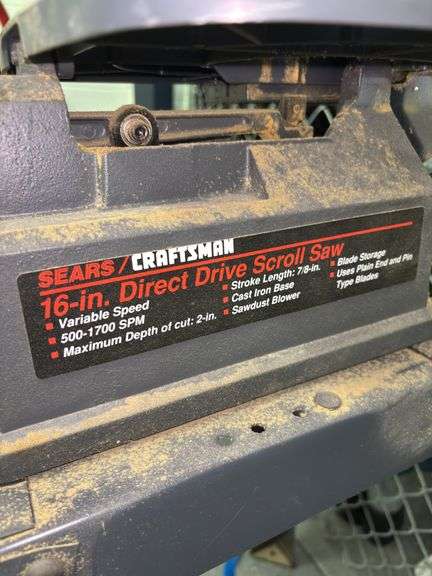 SEARS / CRAFTSMAN
16-in. Direct Drive Scroll Saw
▪ Variable Speed
▪ 500-1700 SPM
▪ Maximum Depth of cut: 2-in.
▪ Stroke Length: 7/8-in.
▪ Cast Iron Base
▪ Sawdust Blower
▪ Blade Storage
▪ Uses Plain End and Pin
Type Blades